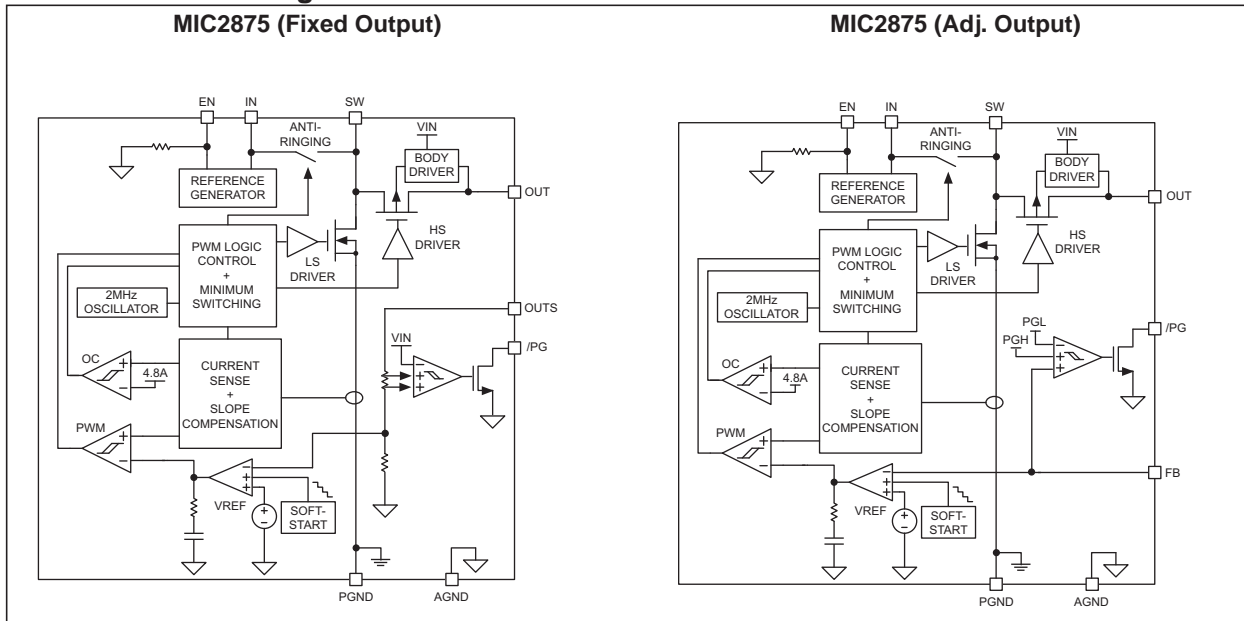 MIC2875 (Fixed Output)
EN
IN
SW
ANTI-
RINGING
VIN
BODY
DRIVER
REFERENCE
GENERATOR
OUT
HS
DRIVER
PWM LOGIC
CONTROL
+
MINIMUM
SWITCHING
LS
DRIVER
2MHz
OSCILLATOR
OUTS
VIN
/PG
OC
4.8A
CURRENT
SENSE
+
SLOPE
COMPENSATION
PWM
VREF
SOFT-
START
PGND
AGND
MIC2875 (Adj. Output)
EN
IN
SW
ANTI-
RINGING
VIN
BODY
DRIVER
REFERENCE
GENERATOR
OUT
HS
DRIVER
PWM LOGIC
CONTROL
+
MINIMUM
SWITCHING
LS
DRIVER
2MHz
OSCILLATOR
PGL
PGH
/PG
OC
4.8A
CURRENT
SENSE
+
SLOPE
COMPENSATION
PWM
FB
VREF
SOFT-
START
PGND
AGND